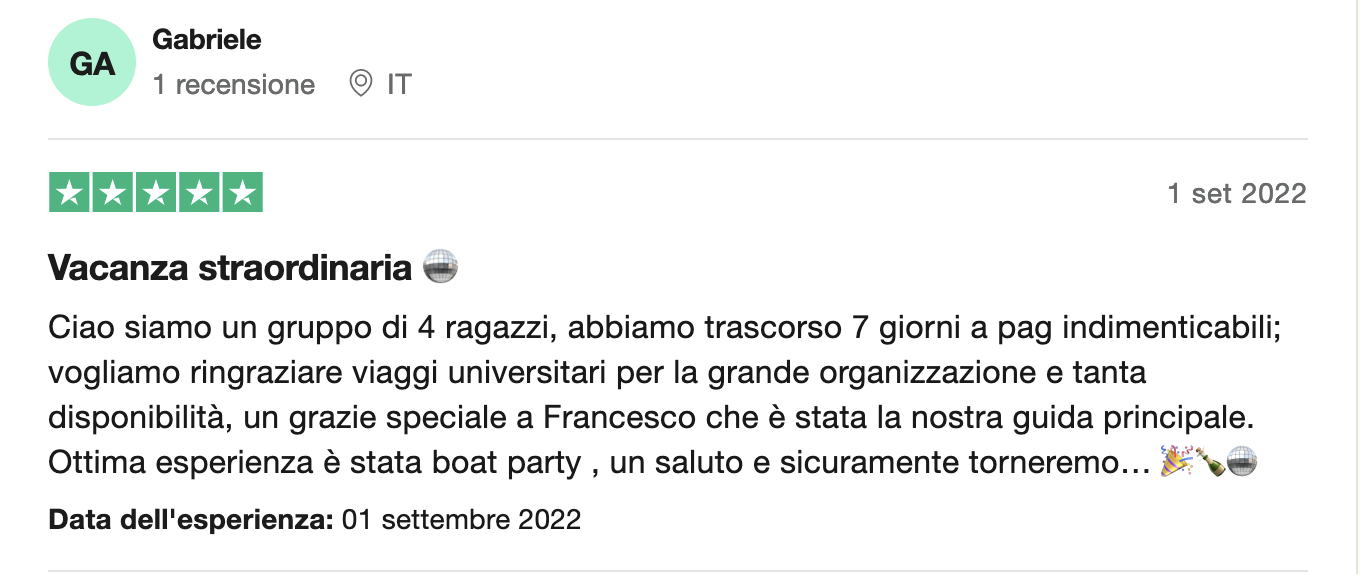 GA
Gabriele
1 recensione IT
1 set 2022
Vacanza straordinaria 🪩
Ciao siamo un gruppo di 4 ragazzi, abbiamo trascorso 7 giorni a pag indimenticabili;
vogliamo ringraziare viaggi universitari per la grande organizzazione e tanta
disponibilità, un grazie speciale a Francesco che è stata la nostra guida principale.
Ottima esperienza è stata boat party , un saluto e sicuramente torneremo… 🎉🍾🪩
Data dell'esperienza: 01 settembre 2022